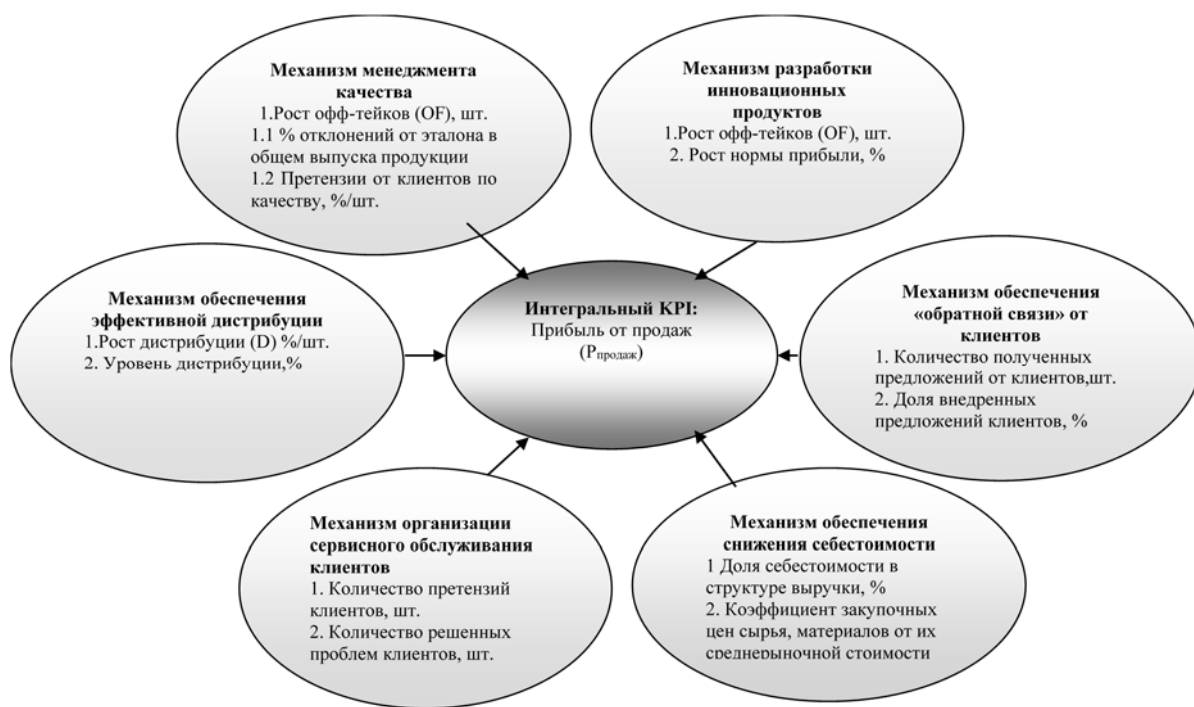 Механизм менеджмента
качества
1.Рост офф-тейков (OF), шт.
1.1 % отклонений от эталона в
общем выпуска продукции
1.2 Претензии от клиентов по
качеству, %/шт.
Механизм разработки
инновационных
продуктов
1.Рост офф-тейков (OF), шт.
2. Рост нормы прибыли, %
Механизм обеспечения
эффективной дистрибуции
1.Рост дистрибуции (D) %/шт.
2. Уровень дистрибуции,%
Интегральный KPI:
Прибыль от продаж
(Pпродаж)
Механизм обеспечения
«обратной связи» от
клиентов
1. Количество полученных
предложений от клиентов,шт.
2. Доля внедренных
предложений клиентов, %
Механизм организации
сервисного обслуживания
клиентов
1. Количество претензий
клиентов, шт.
2. Количество решенных
проблем клиентов, шт.
Механизм обеспечения
снижения себестоимости
1 Доля себестоимости в
структуре выручки, %
2. Коэффициент закупочных
цен сырья, материалов от их
среднерыночной стоимости